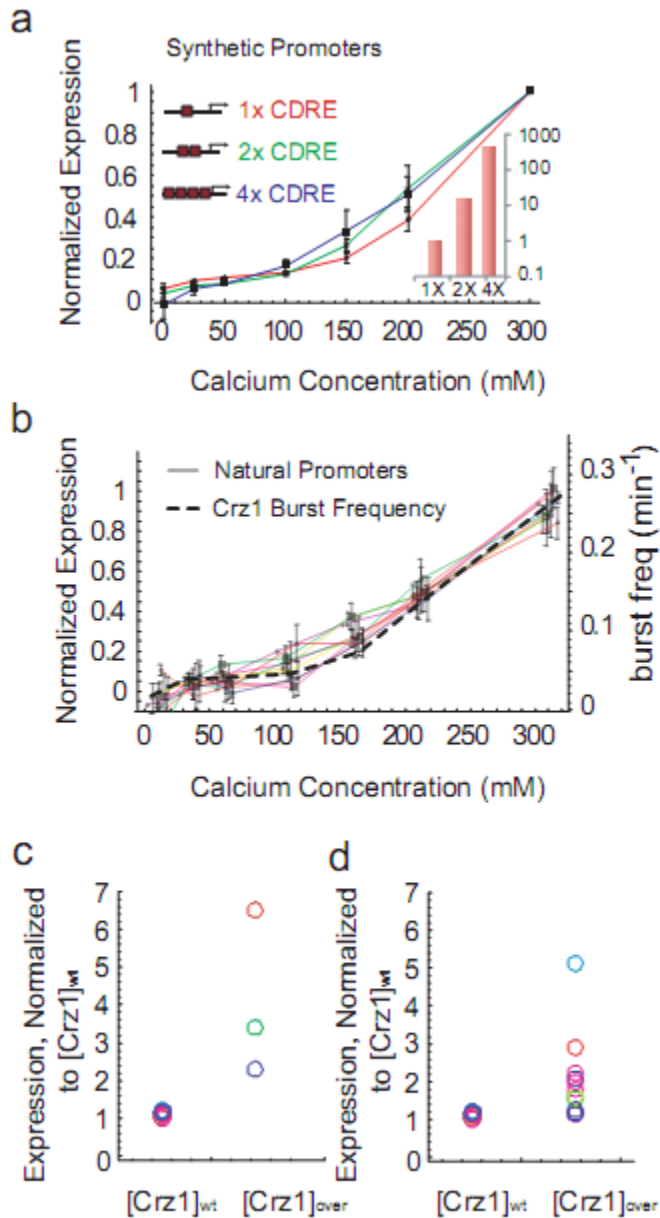 a
Synthetic Promoters
Normalized Expression
1
0.8
0.6
0.4
0.2
0
1x CDRE
2x CDRE
4x CDRE
1000
100
10
1
0.1
1X 2X 4X
0 50 100 150 200 250 300
Calcium Concentration (mM)
b
Normalized Expression
1
0.8
0.6
0.4
0.2
0
Natural Promoters
Crz1 Burst Frequency
0.3
0.2
0.1
0
burst freq (min⁻¹)
0 50 100 150 200 250 300
Calcium Concentration (mM)
c
Expression, Normalized
to [Crz1]wt
7
6
5
4
3
2
1
0
[Crz1]wt [Crz1]over
d
Expression, Normalized
to [Crz1]wt
7
6
5
4
3
2
1
0
[Crz1]wt [Crz1]over